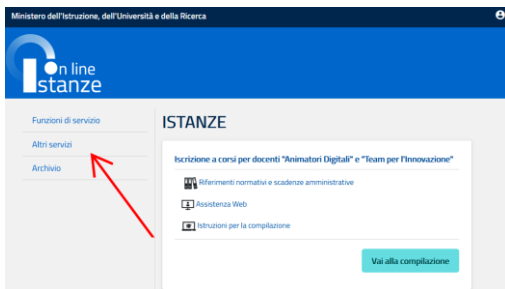 Ministero dell'Istruzione, dell'Università e della Ricerca
On line
Istanze
Funzioni di servizio
Altri servizi
Archivio
ISTANZE
Iscrizione a corsi per docenti "Animatori Digitali" e "Team per l'Innovazione"
Riferimenti normativi e scadenze amministrative
Assistenza Web
Istruzioni per la compilazione
Vai alla compilazione